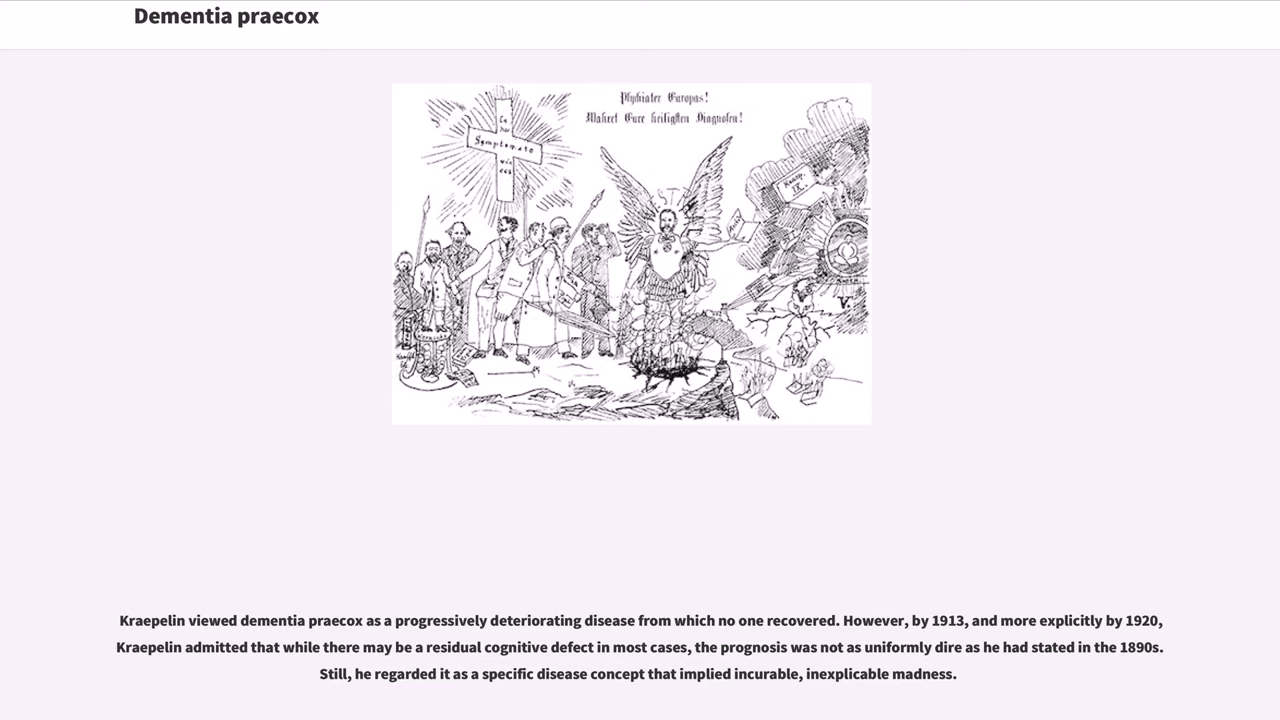 Dementia praecox
Psychiater Europas!
Wahret Eure heiligsten Diagnosen!
Symptomato
Kraep.
IX.
V.
Kraepelin viewed dementia praecox as a progressively deteriorating disease from which no one recovered. However, by 1913, and more explicitly by 1920,
Kraepelin admitted that while there may be a residual cognitive defect in most cases, the prognosis was not as uniformly dire as he had stated in the 1890s.
Still, he regarded it as a specific disease concept that implied incurable, inexplicable madness.